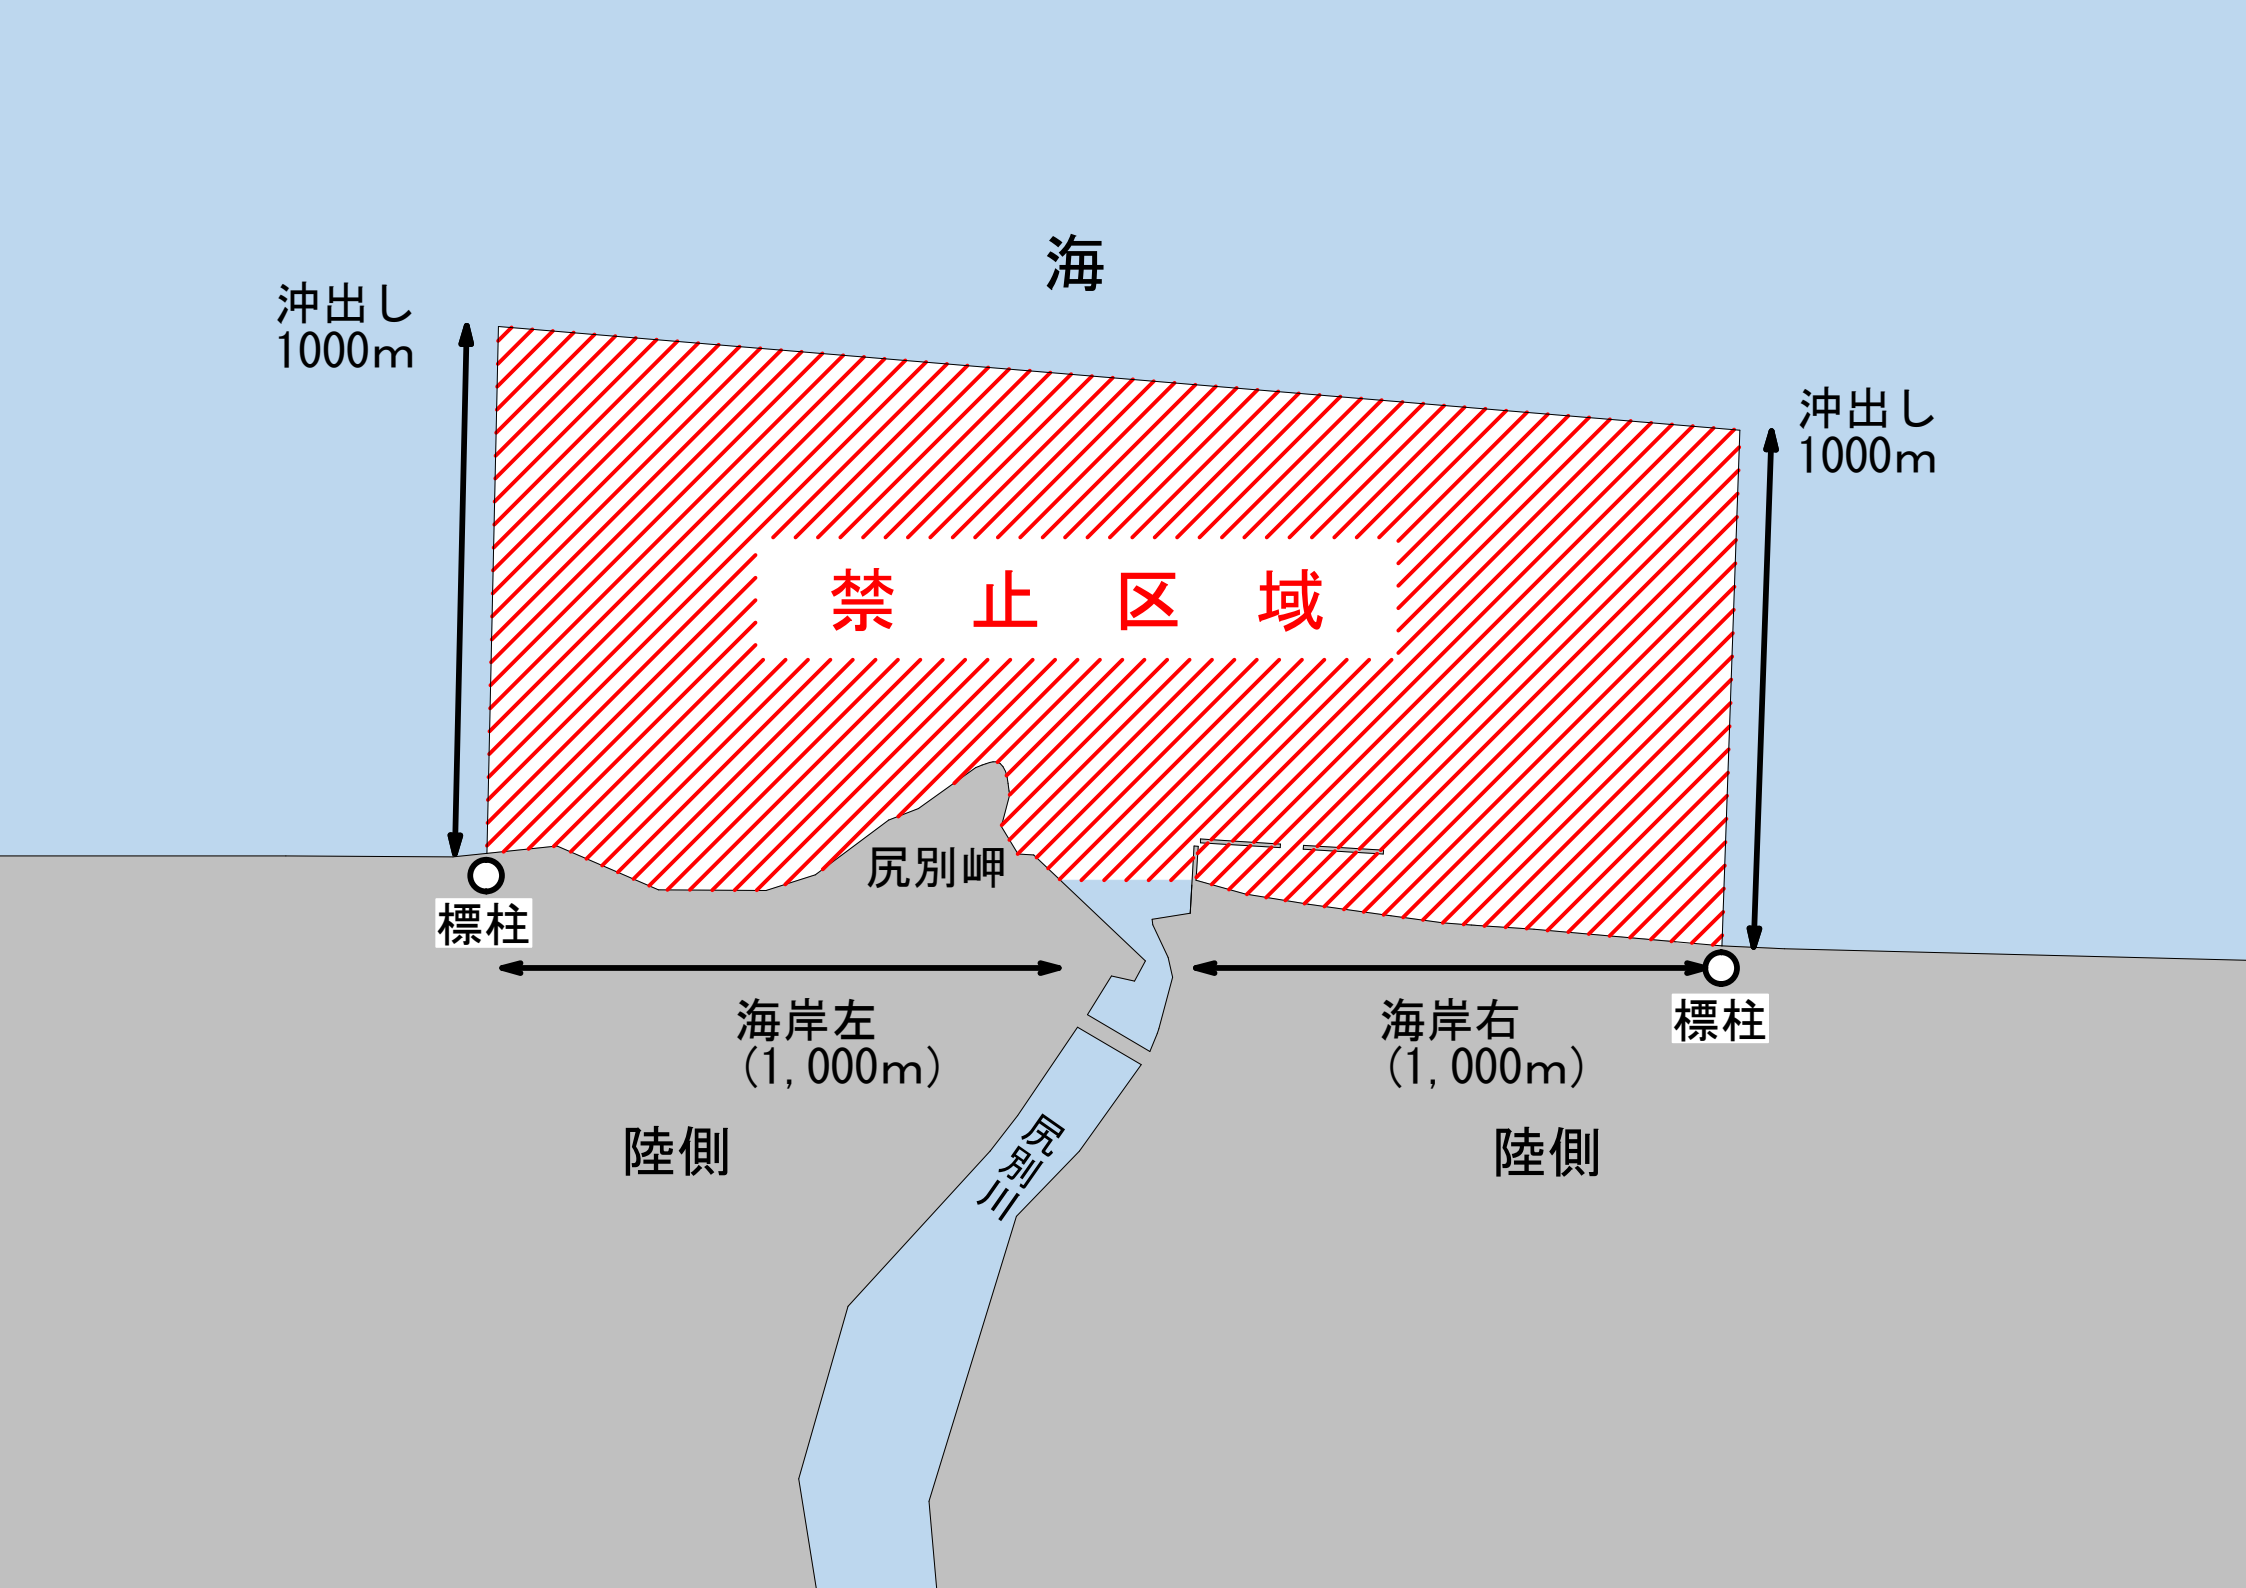 海
沖出し
1000m
沖出し
1000m
禁止区域
尻別岬
標柱
標柱
海岸左
(1,000m)
海岸右
(1,000m)
陸側
陸側
尻別川